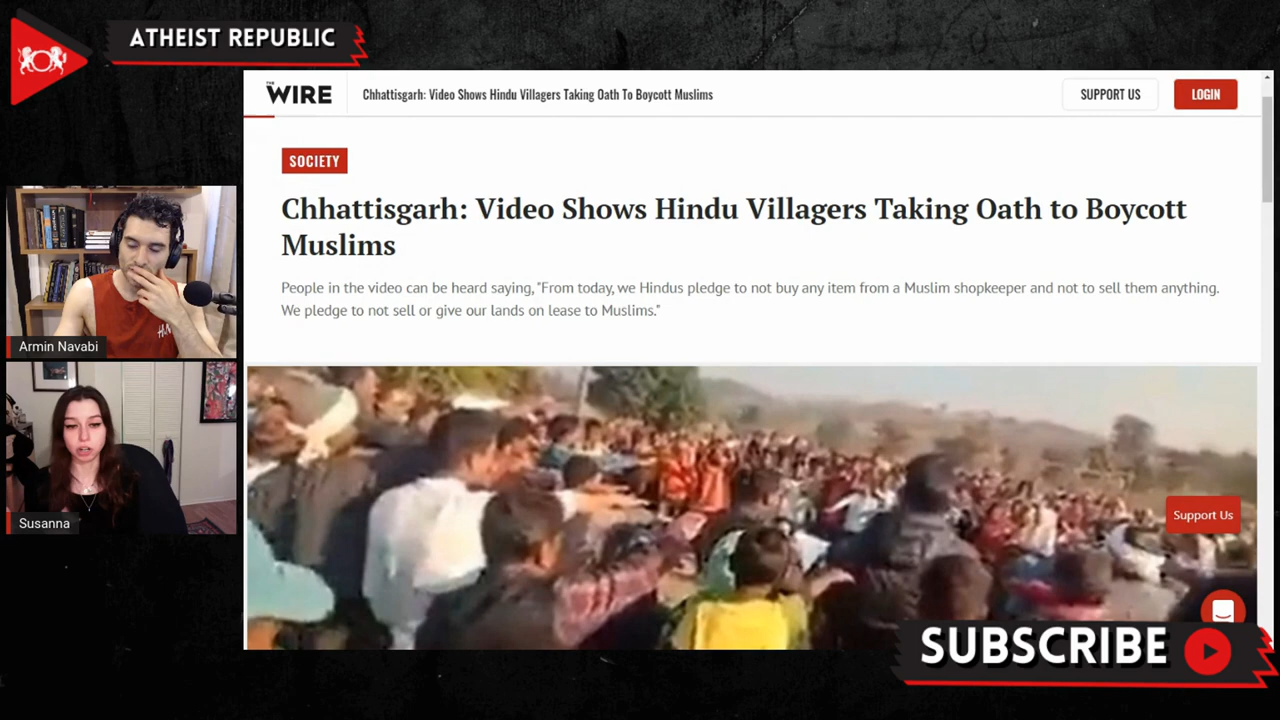 ATHEIST REPUBLIC
THE WIRE
Chhattisgarh: Video Shows Hindu Villagers Taking Oath To Boycott Muslims
SUPPORT US
LOGIN
SOCIETY
Chhattisgarh: Video Shows Hindu Villagers Taking Oath to Boycott
Muslims
People in the video can be heard saying, "From today, we Hindus pledge to not buy any item from a Muslim shopkeeper and not to sell them anything.
We pledge to not sell or give our lands on lease to Muslims."
Armin Navabi
Susanna
Support Us
SUBSCRIBE